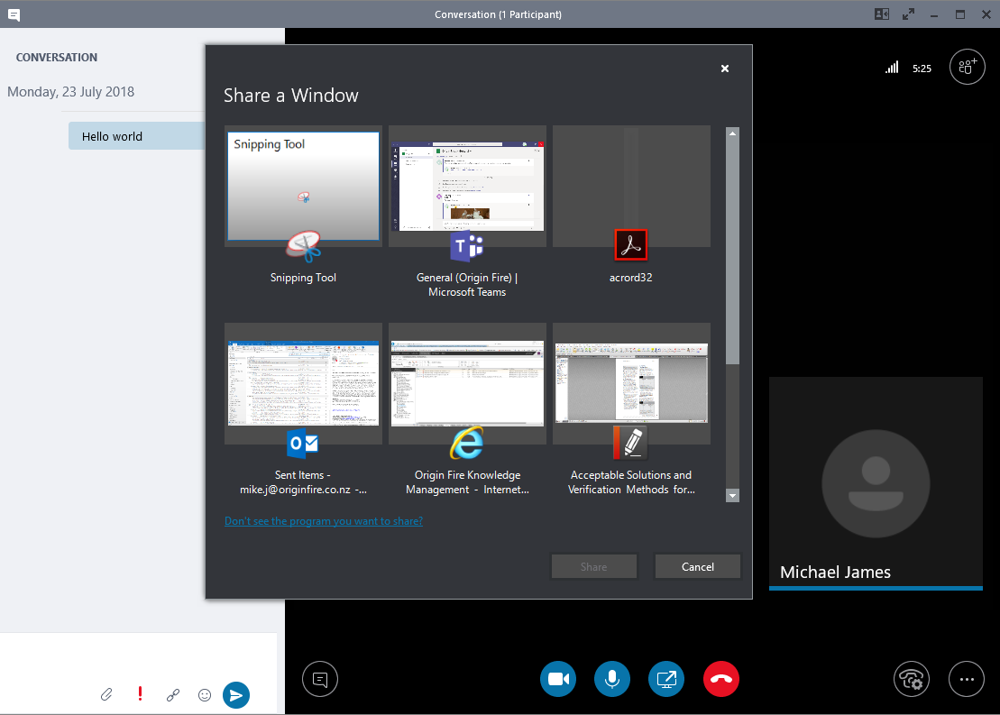 Conversation (1 Participant)
CONVERSATION
Monday, 23 July 2018
Hello world
5:25
Share a Window
Snipping Tool
Snipping Tool
General (Origin Fire) |
Microsoft Teams
acrord32
Sent Items -
mike.j@originfire.co.nz -...
Origin Fire Knowledge
Management - Internet...
Acceptable Solutions and
Verification Methods for...
Don't see the program you want to share?
Share
Cancel
Michael James